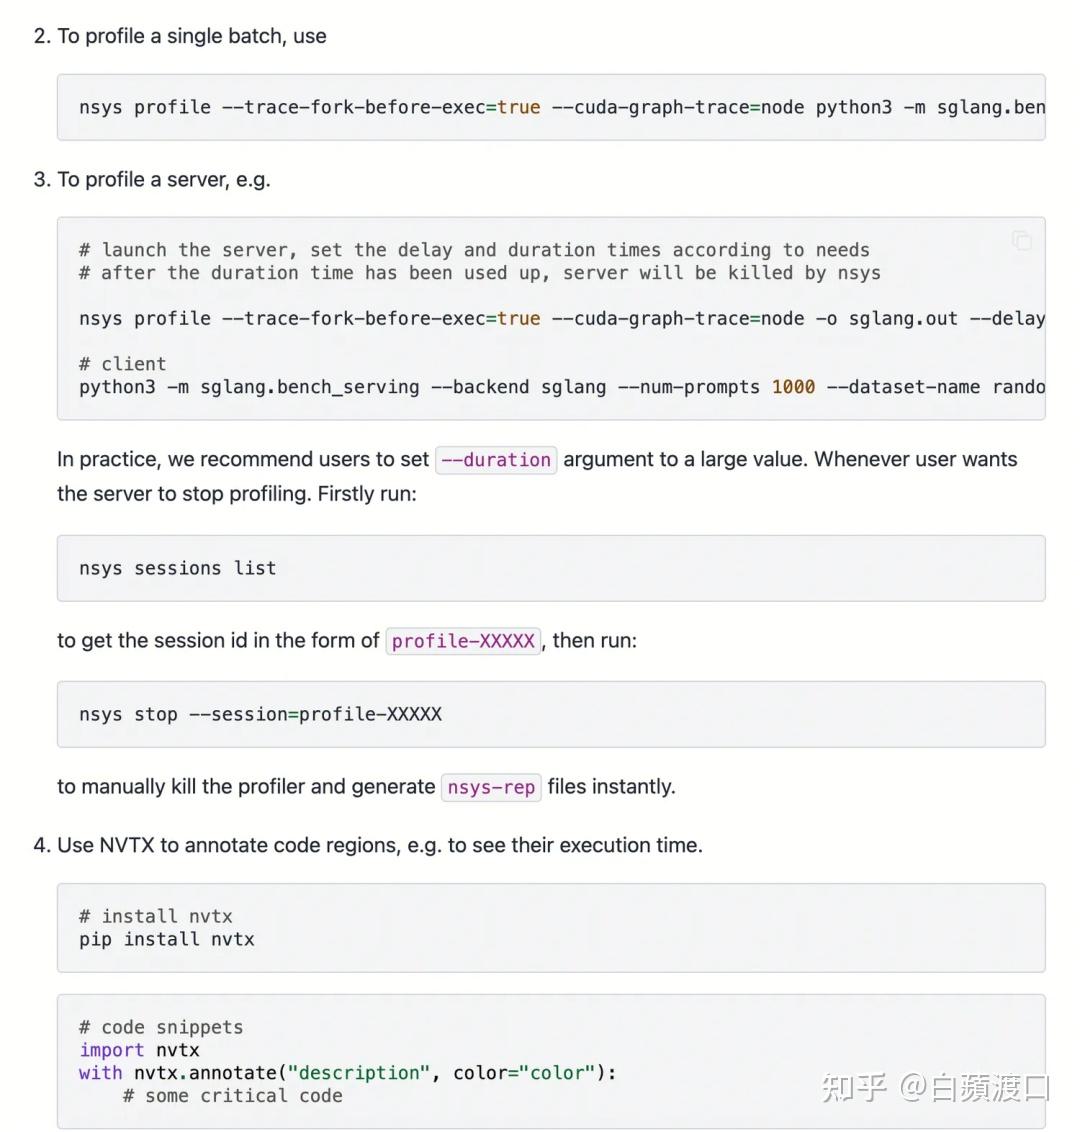 2. To profile a single batch, use
nsys profile --trace-fork-before-exec=true --cuda-graph-trace=node python3 -m sglang.ben
3. To profile a server, e.g.
# launch the server, set the delay and duration times according to needs
# after the duration time has been used up, server will be killed by nsys
nsys profile --trace-fork-before-exec=true --cuda-graph-trace=node -o sglang.out --delay
# client
python3 -m sglang.bench_serving --backend sglang --num-prompts 1000 --dataset-name rando
In practice, we recommend users to set --duration argument to a large value. Whenever user wants
the server to stop profiling. Firstly run:
nsys sessions list
to get the session id in the form of profile-XXXXX, then run:
nsys stop --session=profile-XXXXX
to manually kill the profiler and generate nsys-rep files instantly.
4. Use NVTX to annotate code regions, e.g. to see their execution time.
# install nvtx
pip install nvtx
# code snippets
import nvtx
with nvtx.annotate("description", color="color"):
# some critical code
知乎 @白蘋渡口